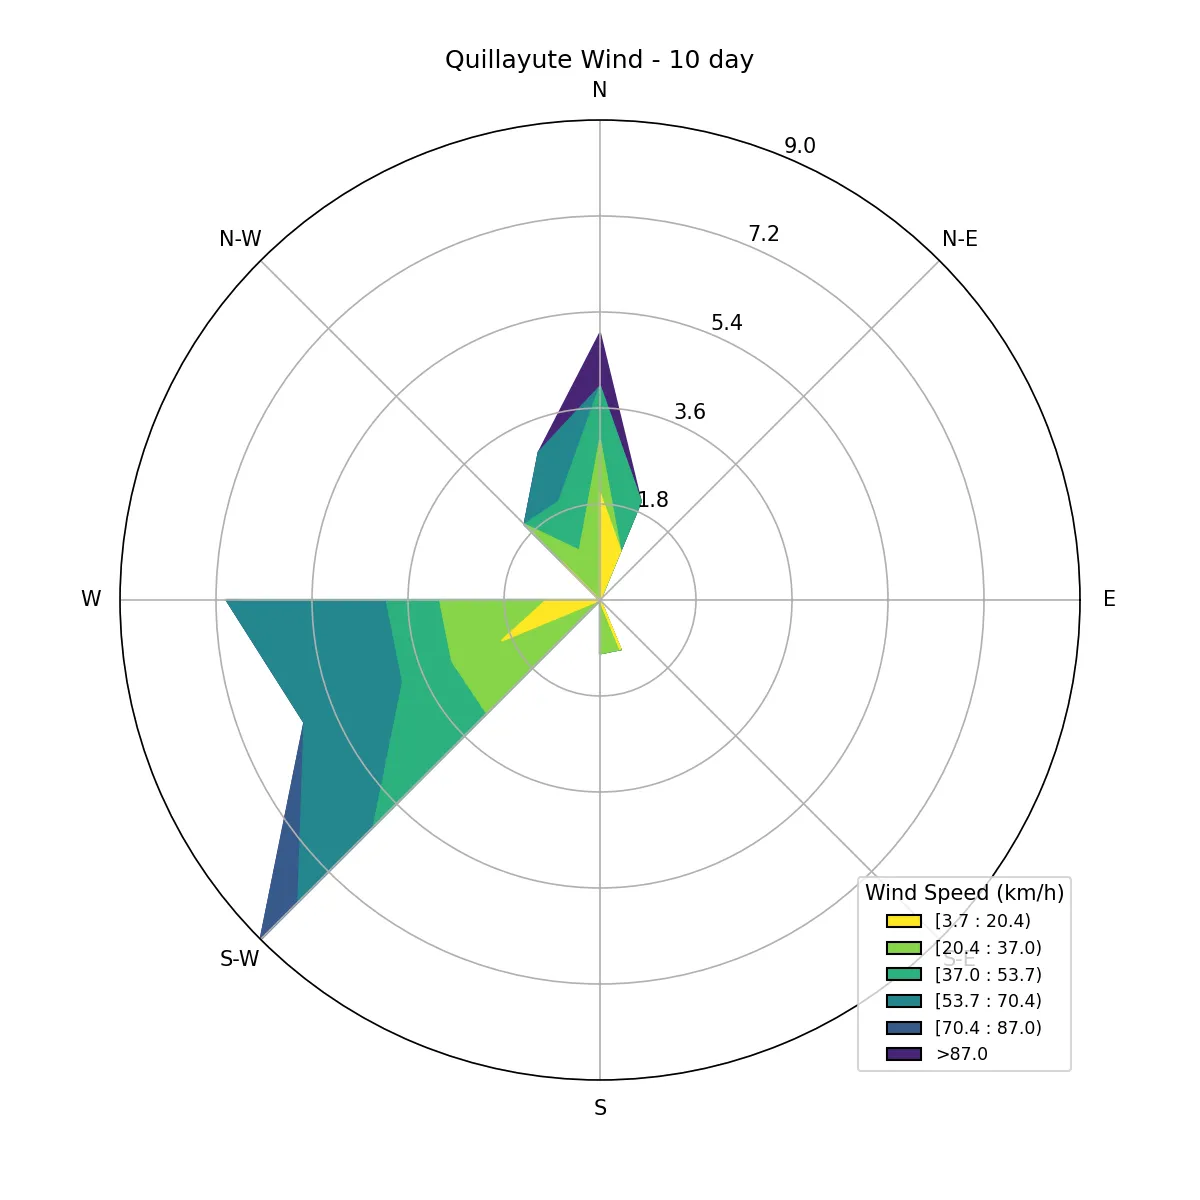 Quillayute Wind - 10 day
N
9.0
N-W
7.2
N-E
5.4
3.6
1.8
W
E
Wind Speed (km/h)
[3.7 : 20.4)
[20.4 : 37.0)
S-W
S-E
[37.0 : 53.7)
[53.7 : 70.4)
[70.4 : 87.0)
>87.0
S